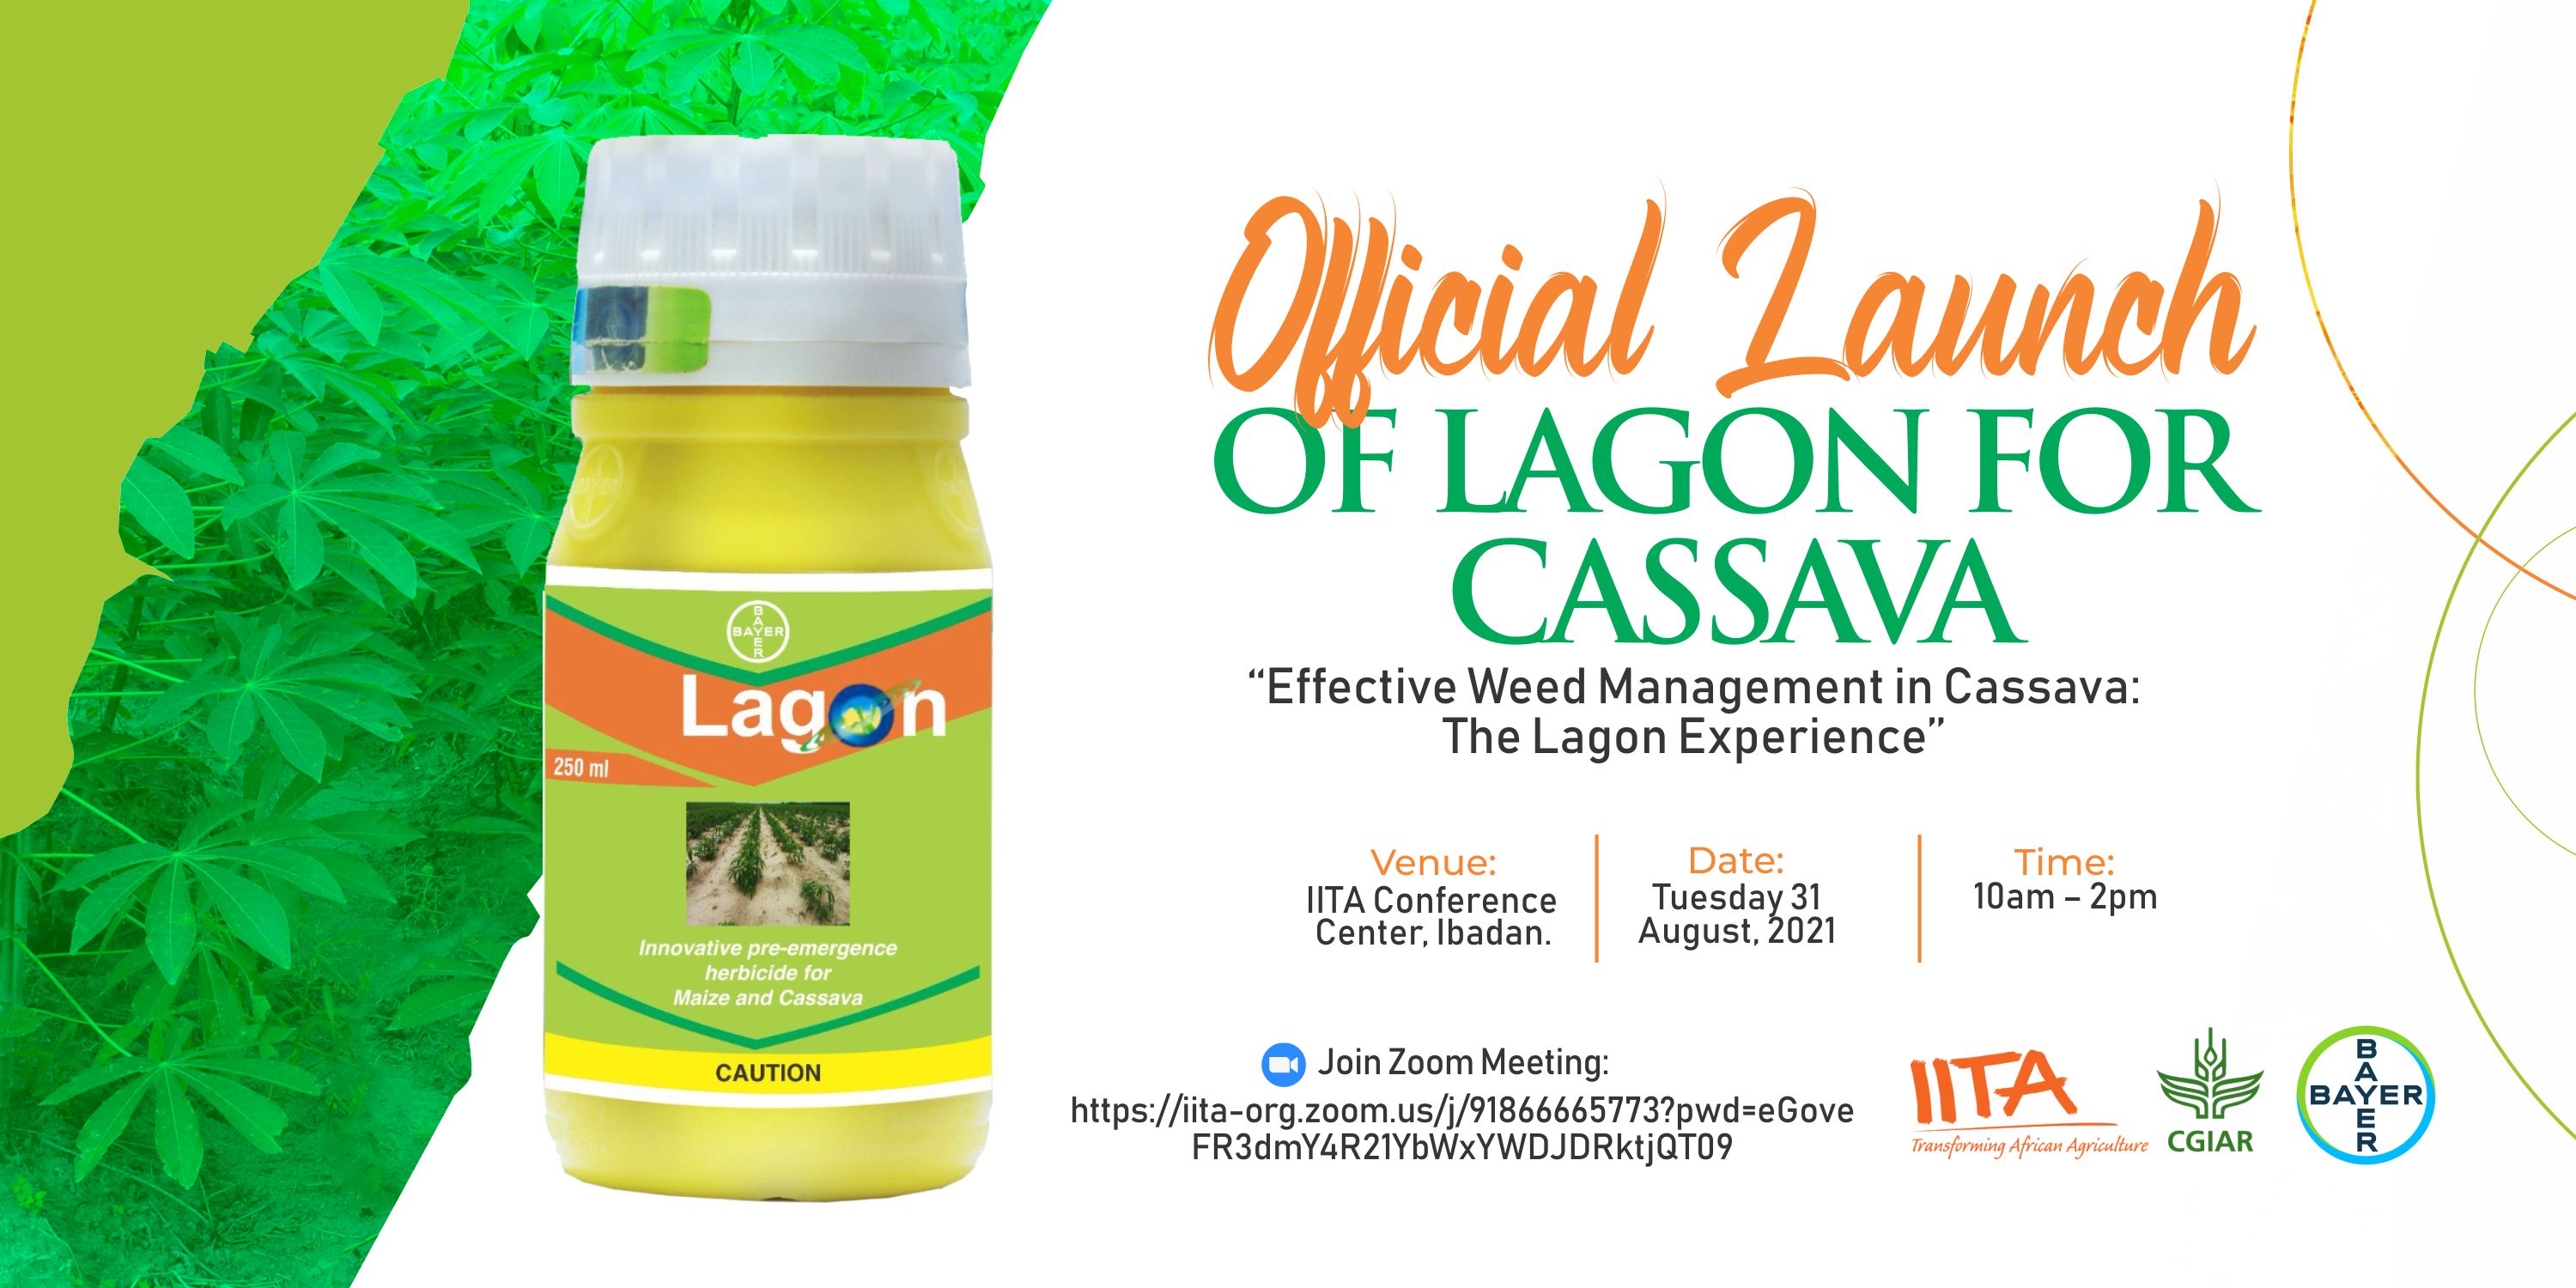 Official Launch
OF LAGON FOR
CASSAVA
“Effective Weed Management in Cassava:
The Lagon Experience”
Venue:
IITA Conference
Center, Ibadan.
Date:
Tuesday 31
August, 2021
Time:
10am – 2pm
Join Zoom Meeting:
https://iita-org.zoom.us/j/91866665773?pwd=eGove
FR3dmY4R21YbWxYWDJDRktjQT09
IITA
Transforming African Agriculture
CGIAR
BAYER
BAYER
BAYER
BAYER
Lagon
250 ml
Innovative pre-emergence
herbicide for
Maize and Cassava
CAUTION